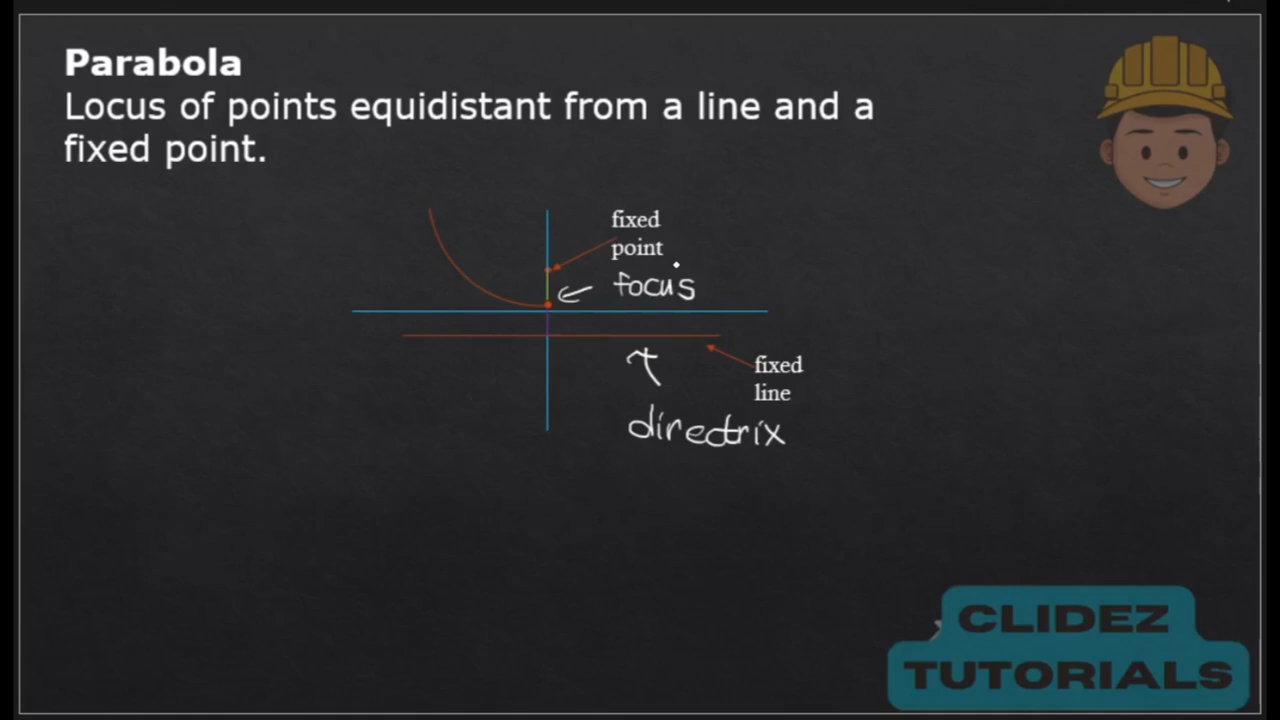 Parabola
Locus of points equidistant from a line and a
fixed point.
fixed
point
focus
fixed
line
directrix
CLIDEZ
TUTORIALS